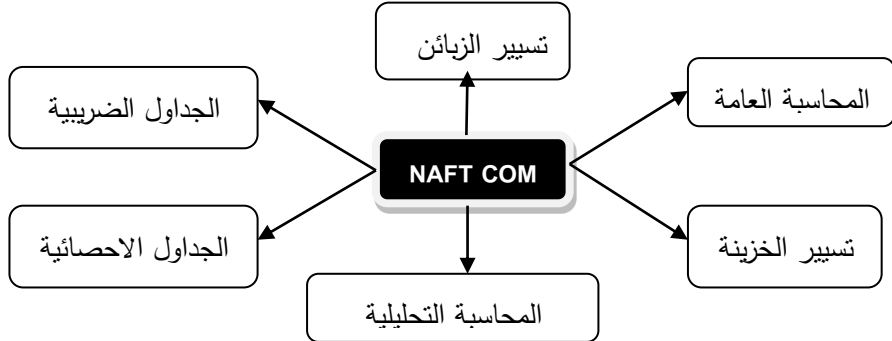 تسيير الزبائن
المحاسبة العامة
الجداول الضريبية
NAFT COM
تسيير الخزينة
الجداول الاحصائية
المحاسبة التحليلية